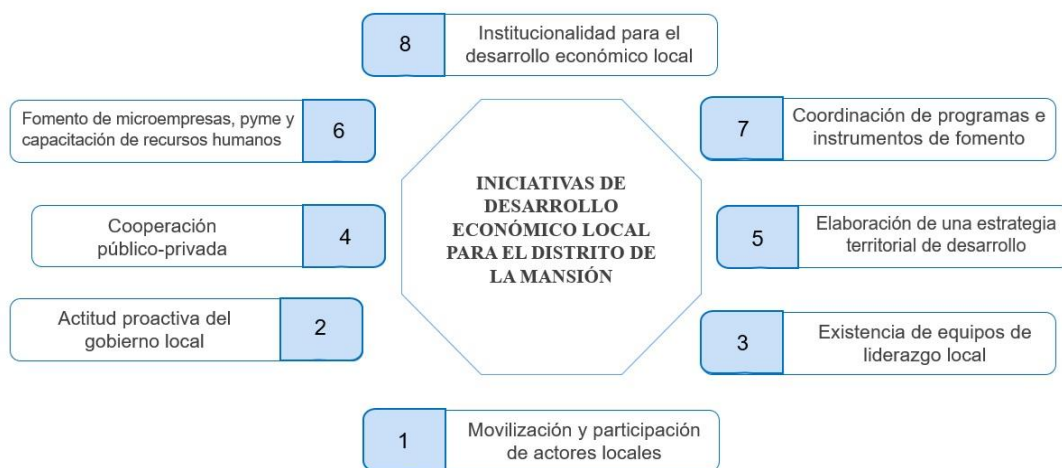 8
Institucionalidad para el
desarrollo económico local
Fomento de microempresas, pyme y
capacitación de recursos humanos
6
7
Coordinación de programas e
instrumentos de fomento
INICIATIVAS DE
DESARROLLO
ECONÓMICO LOCAL
PARA EL DISTRITO DE
LA MANSIÓN
Cooperación
público-privada
4
5
Elaboración de una estrategia
territorial de desarrollo
Actitud proactiva del
gobierno local
2
3
Existencia de equipos de
liderazgo local
1
Movilización y participación
de actores locales